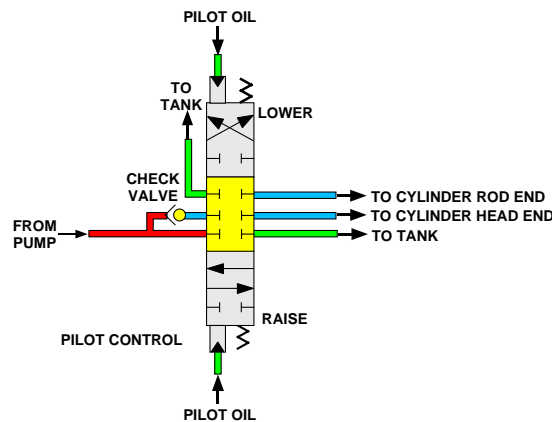 PILOT OIL
TO
TANK
LOWER
CHECK
VALVE
TO CYLINDER ROD END
TO CYLINDER HEAD END
FROM
PUMP
TO TANK
RAISE
PILOT CONTROL
PILOT OIL